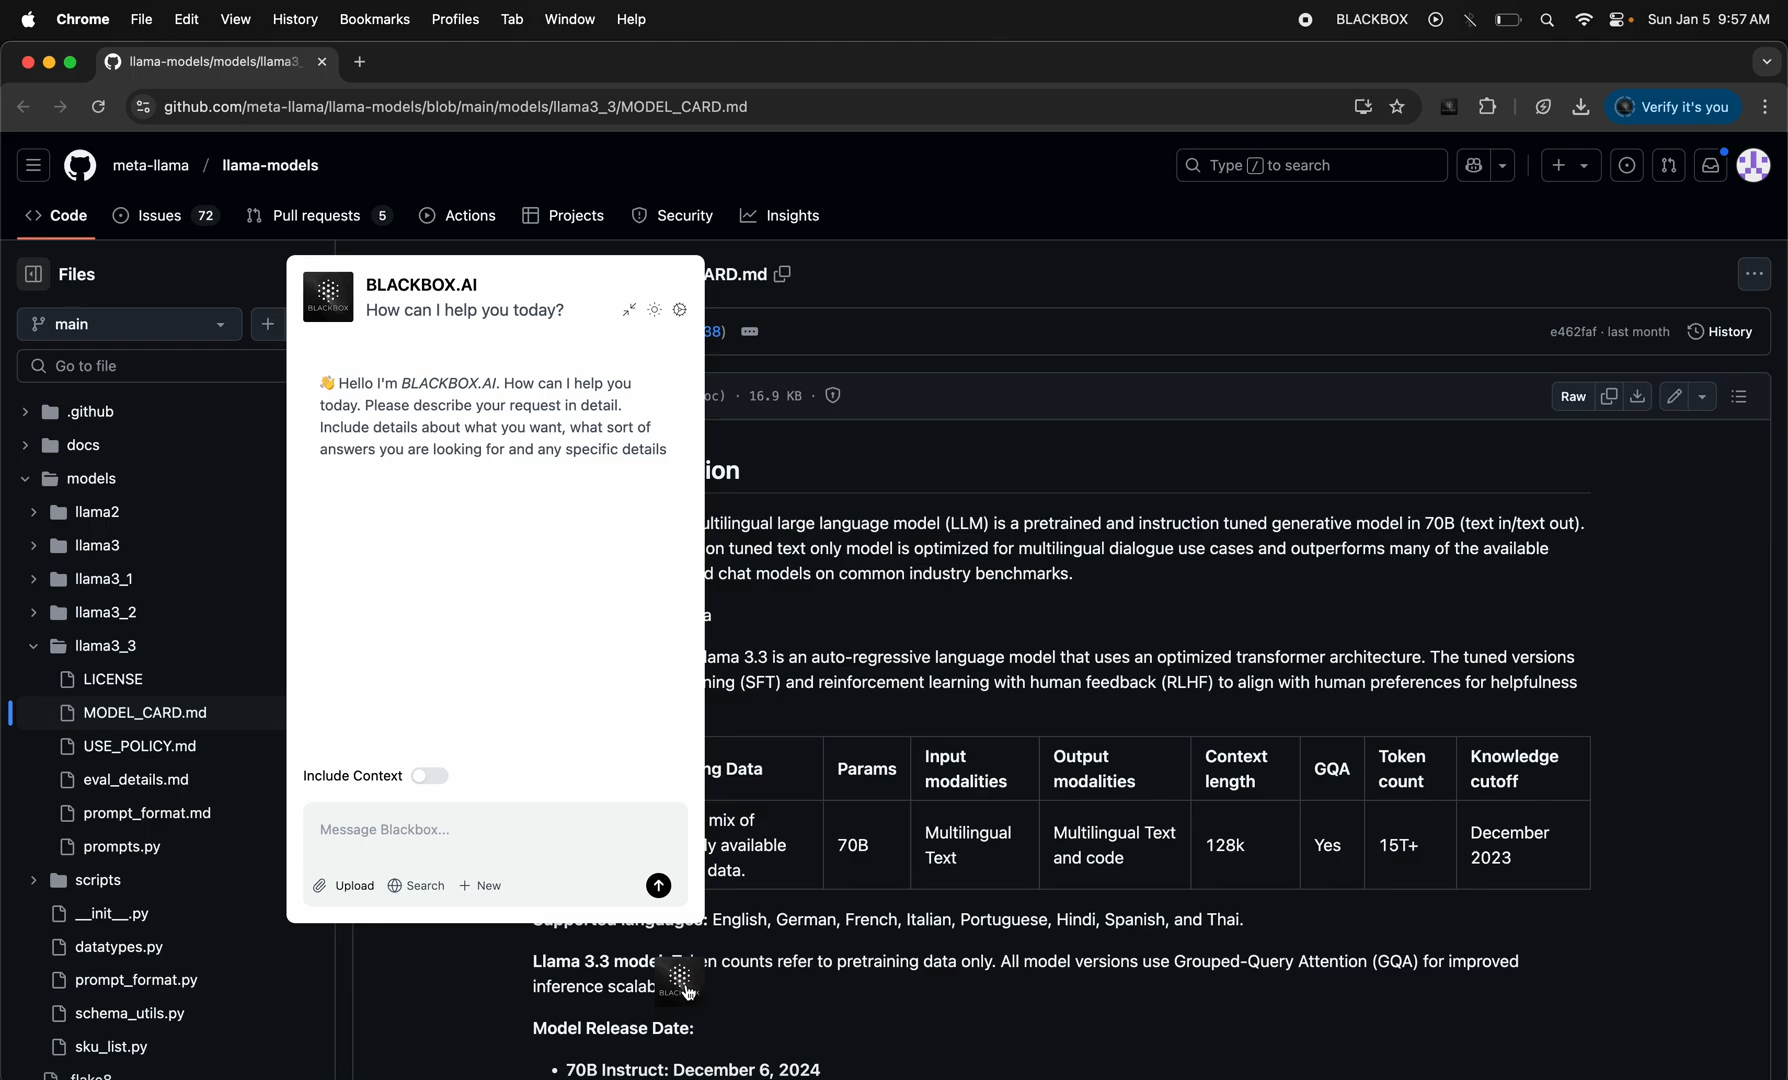 Chrome File Edit View History Bookmarks Profiles Tab Window Help BLACKBOX Sun Jan 5 9:57 AM
llama-models/models/llama3_
github.com/meta-llama/llama-models/blob/main/models/llama3_3/MODEL_CARD.md
Verify it's you
meta-llama / llama-models
Type / to search
Code Issues 72 Pull requests 5 Actions Projects Security Insights
Files
ARD.md
main
38)
e462faf · last month History
Go to file
oc) · 16.9 KB ·
Raw
.github
docs
models
llama2
llama3
llama3_1
llama3_2
llama3_3
LICENSE
MODEL_CARD.md
USE_POLICY.md
eval_details.md
prompt_format.md
prompts.py
scripts
__init__.py
datatypes.py
prompt_format.py
schema_utils.py
sku_list.py
BLACKBOX
BLACKBOX.AI
How can I help you today?
👋 Hello I'm BLACKBOX.AI. How can I help you
today. Please describe your request in detail.
Include details about what you want, what sort of
answers you are looking for and any specific details
Include Context
Message Blackbox...
Upload Search + New
ion
ultilingual large language model (LLM) is a pretrained and instruction tuned generative model in 70B (text in/text out).
on tuned text only model is optimized for multilingual dialogue use cases and outperforms many of the available
d chat models on common industry benchmarks.
a
lama 3.3 is an auto-regressive language model that uses an optimized transformer architecture. The tuned versions
ning (SFT) and reinforcement learning with human feedback (RLHF) to align with human preferences for helpfulness
ng Data Params Input modalities Output modalities Context length GQA Token count Knowledge cutoff
mix of
ly available
data. 70B Multilingual Text Multilingual Text and code 128k Yes 15T+ December 2023
English, German, French, Italian, Portuguese, Hindi, Spanish, and Thai.
Llama 3.3 mode en counts refer to pretraining data only. All model versions use Grouped-Query Attention (GQA) for improved
inference scalab
Model Release Date:
• 70B Instruct: December 6, 2024